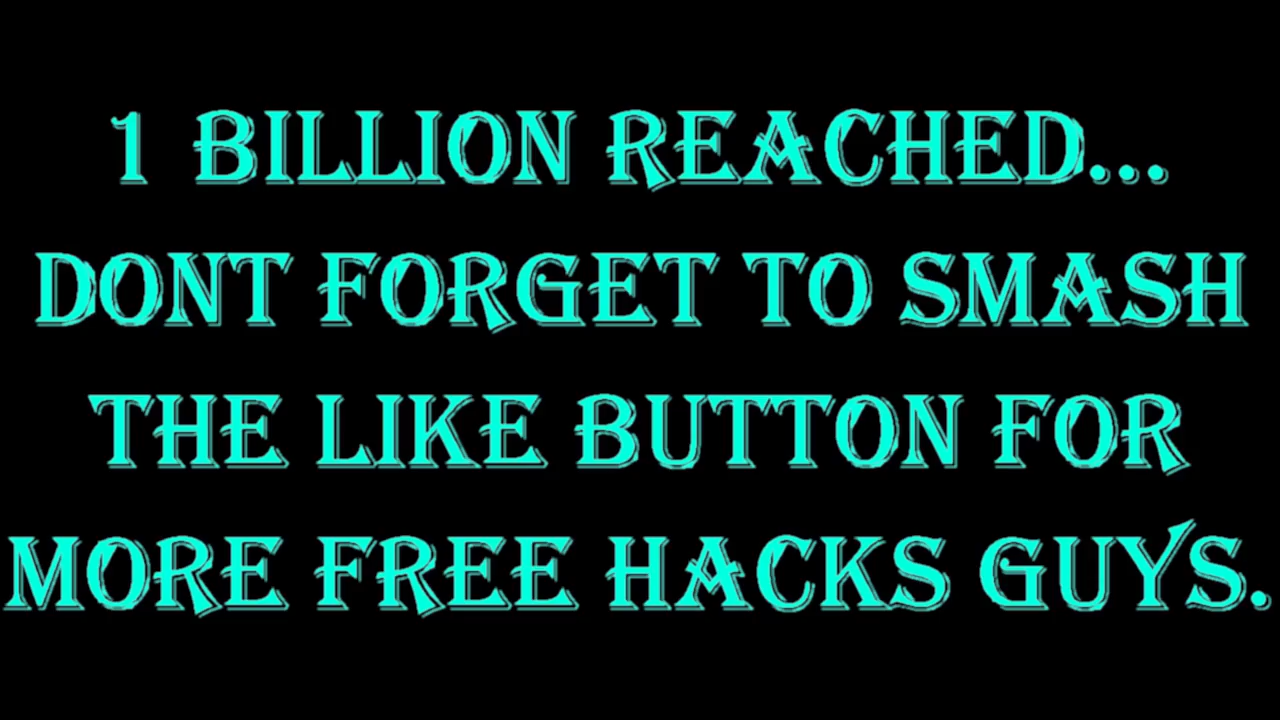 1 BILLION REACHED...
DONT FORGET TO SMASH
THE LIKE BUTTON FOR
MORE FREE HACKS GUYS.